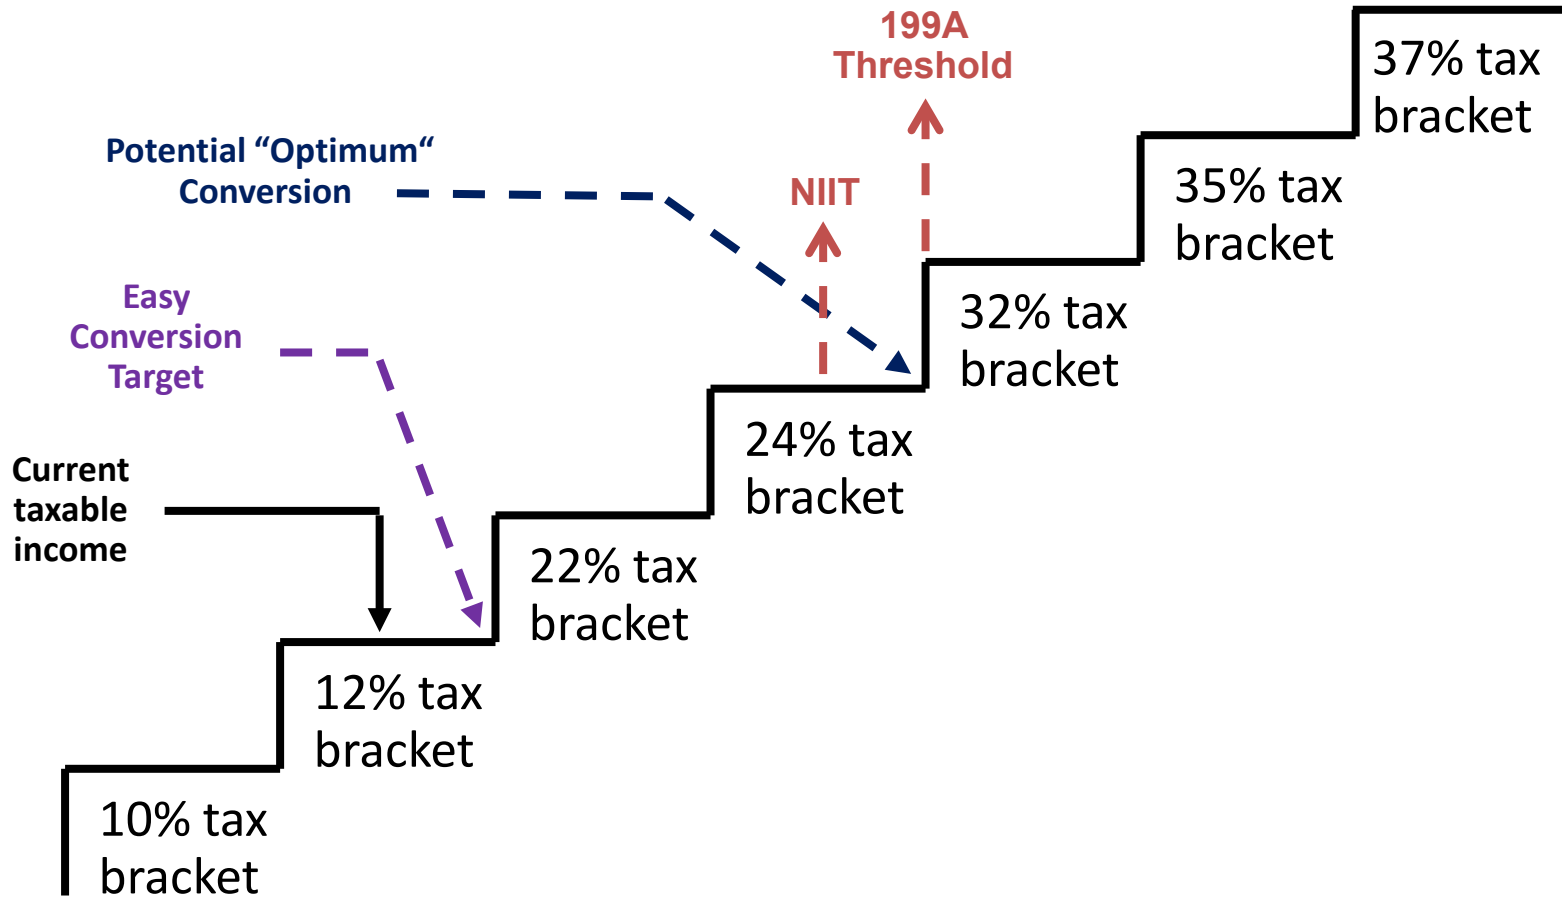 199A
Threshold
37% tax
bracket
Potential “Optimum“
Conversion
NIIT
35% tax
bracket
Easy
Conversion
Target
32% tax
bracket
Current
taxable
income
24% tax
bracket
22% tax
bracket
12% tax
bracket
10% tax
bracket